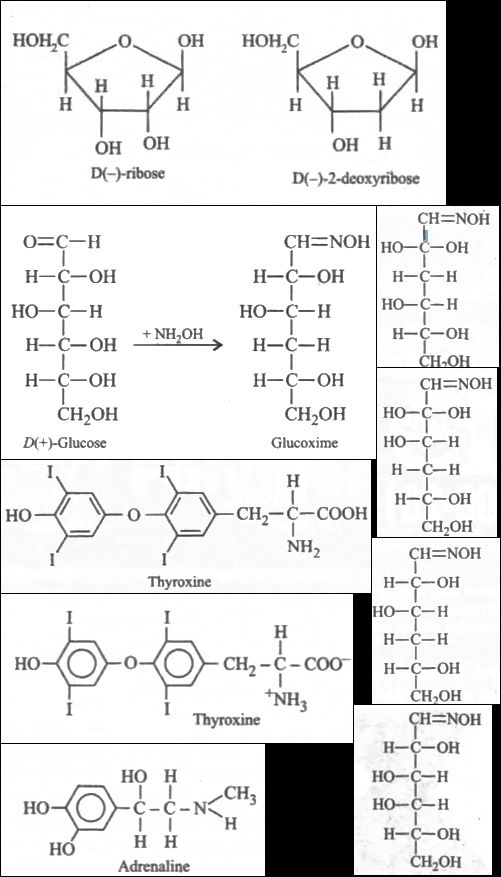 HOH₂C O OH
H H H H
OH OH
D(–)-ribose
HOH₂C O OH
H H H H
OH H
D(–)-2-deoxyribose
O=C—H
H—C—OH
HO—C—H
H—C—OH
H—C—OH
CH₂OH
D(+)-Glucose
+ NH₂OH
CH=NOH
H—C—OH
HO—C—H
H—C—H
H—C—OH
CH₂OH
Glucoxime
CH=NOH
HO—C—OH
H—C—H
HO—C—H
H—C—OH
CH₂OH
CH=NOH
HO—C—OH
HO—C—H
H—C—H
H—C—OH
CH₂OH
I I H
HO O CH₂—C—COOH
I I NH₂
Thyroxine
CH=NOH
H—C—OH
HO—C—H
H—C—H
H—C—OH
CH₂OH
I I H
HO O CH₂—C—COO⁻
I I ⁺NH₃
Thyroxine
CH=NOH
H—C—OH
HO—C—H
HO—C—H
H—C—OH
CH₂OH
HO H CH₃
HO C—C—N
HO H H H
Adrenaline